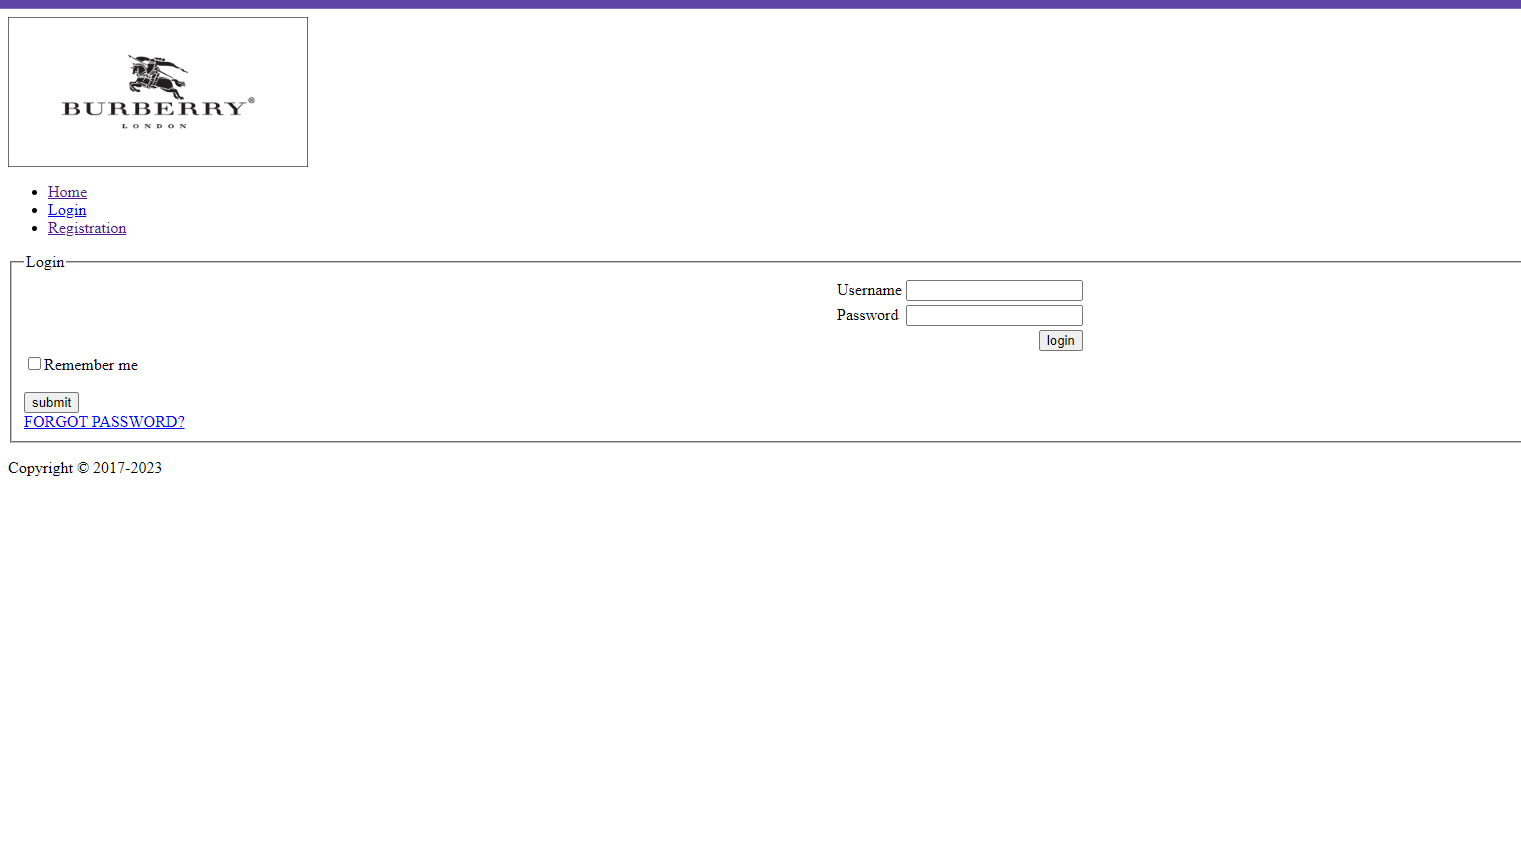 BURBERRY®
LONDON
Home
Login
Registration
Login
Username
Password
login
Remember me
submit
FORGOT PASSWORD?
Copyright © 2017-2023